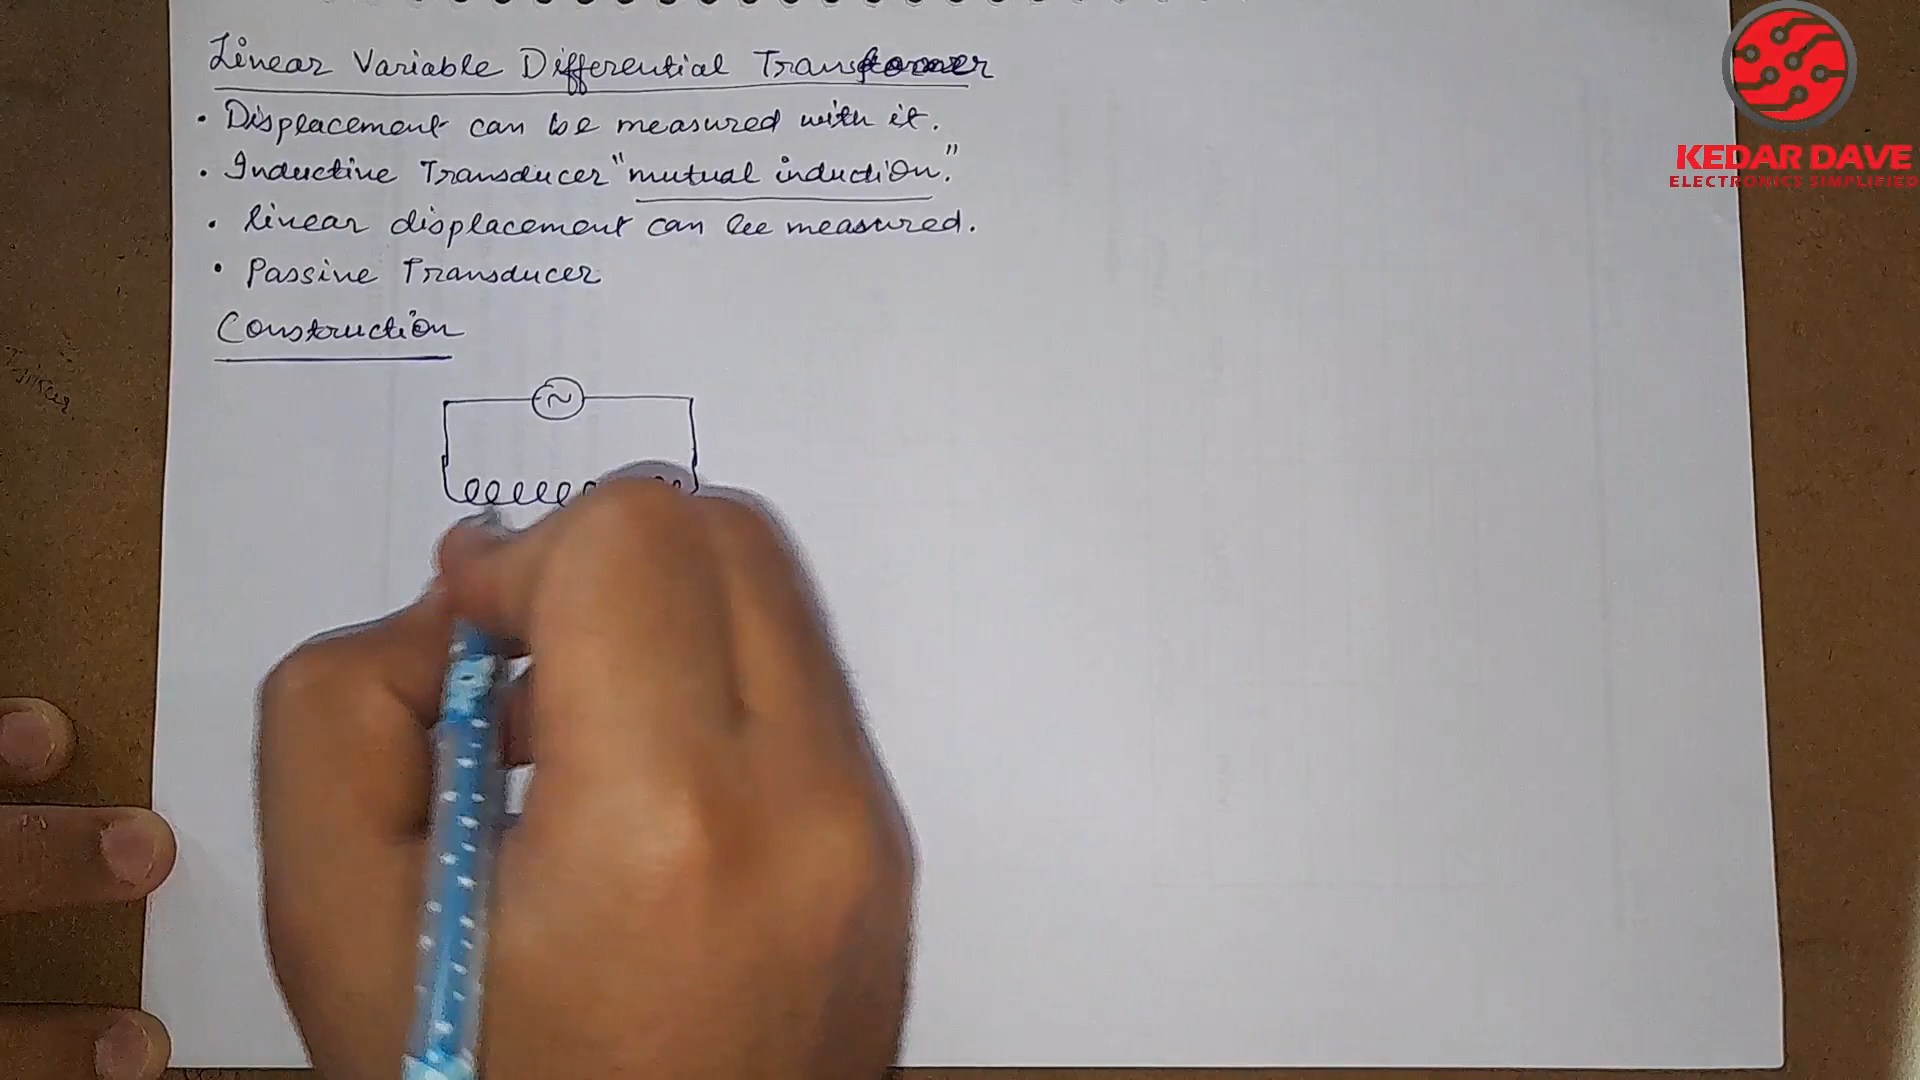 Linear Variable Differential Transformer
• Displacement can be measured with it.
• Inductive Transducer "mutual induction."
• linear displacement can be measured.
• Passive Transducer
Construction
~
KEDAR DAVE
ELECTRONICS SIMPLIFIED